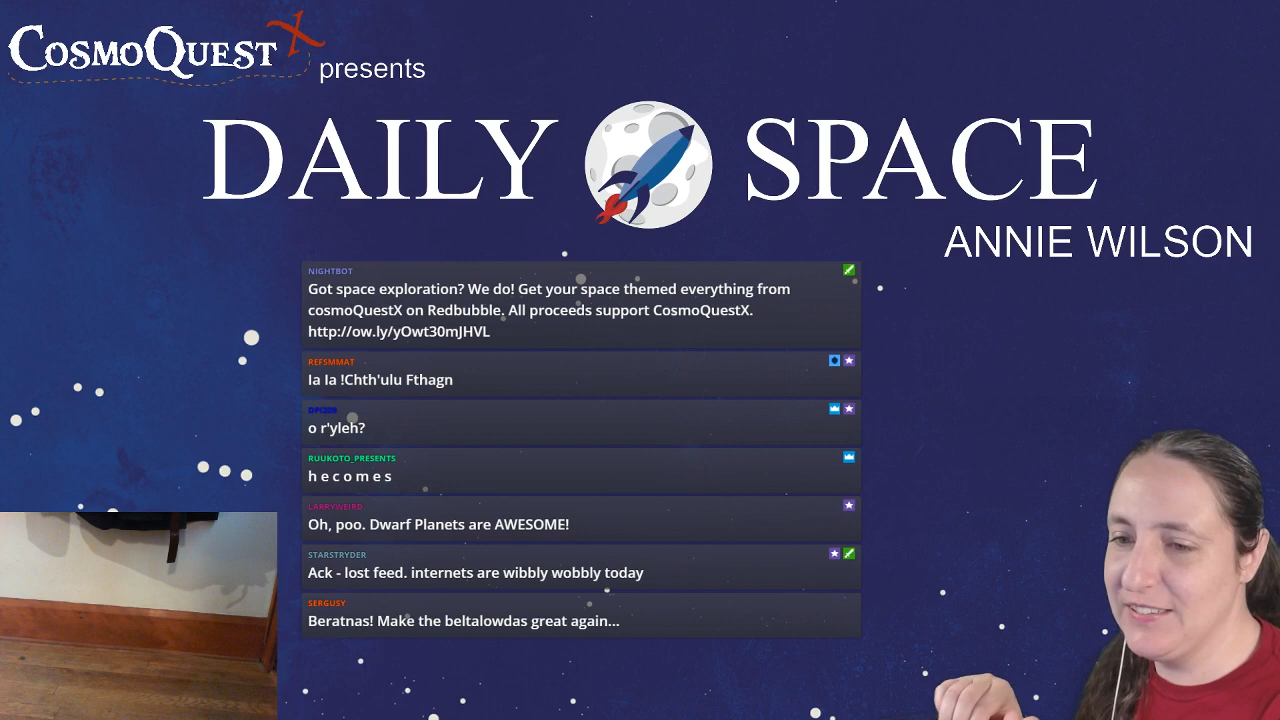 CosmoQuest X
presents
DAILY SPACE
ANNIE WILSON
NIGHTBOT
Got space exploration? We do! Get your space themed everything from
cosmoQuestX on Redbubble. All proceeds support CosmoQuestX.
http://ow.ly/yOwt30mJHVL
REFSMMAT
Ia Ia !Chth'ulu Fthagn
o r'yleh?
RUUKOTO_PRESENTS
h e c o m e s
LARRYWEIRD
Oh, poo. Dwarf Planets are AWESOME!
STARSTRYDER
Ack - lost feed. internets are wibbly wobbly today
SERGUSY
Beratnas! Make the beltalowdas great again...